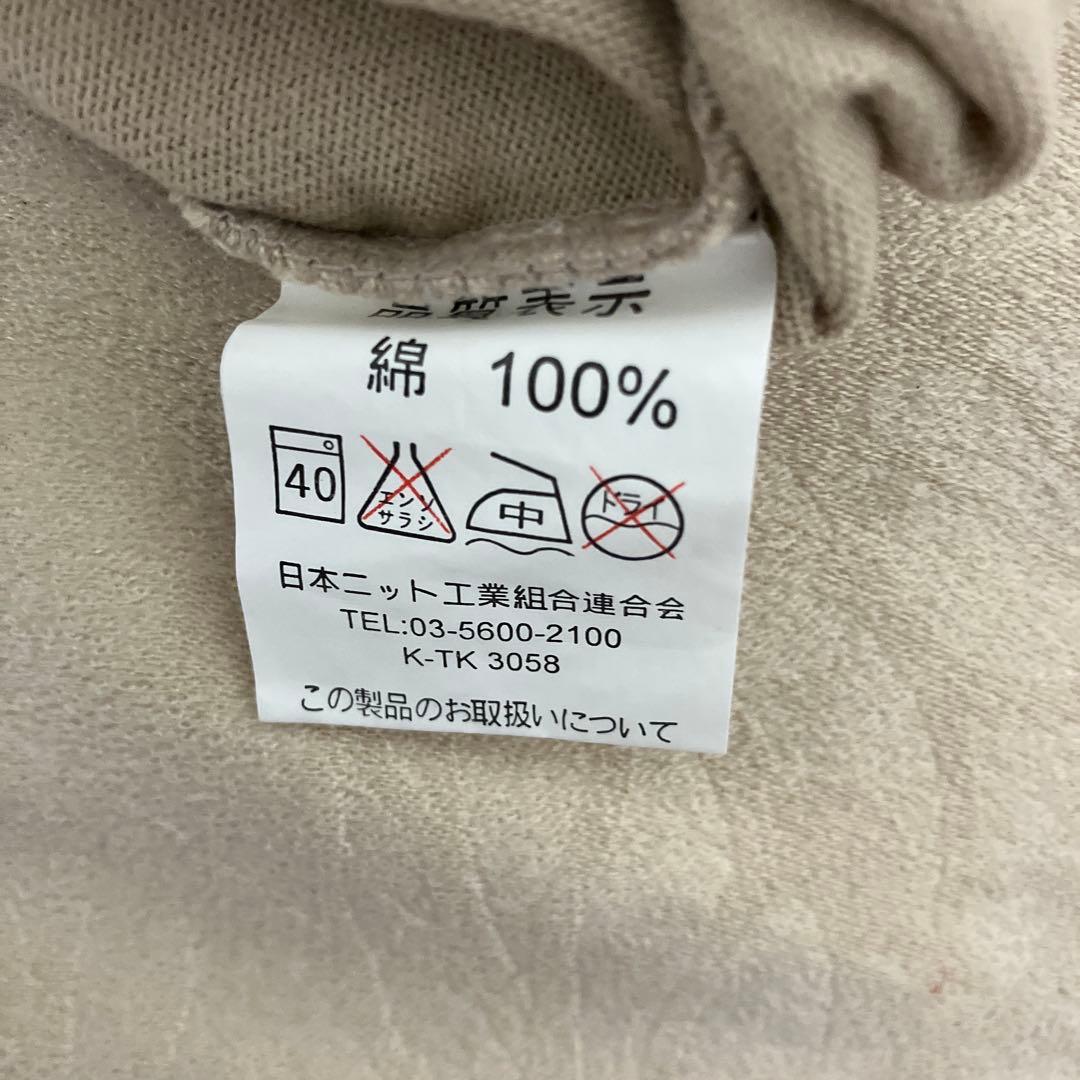 品質表示
綿 100%
40 エンソ サラシ 中 ドライ
日本ニット工業組合連合会
TEL:03-5600-2100
K-TK 3058
この製品のお取扱いについて